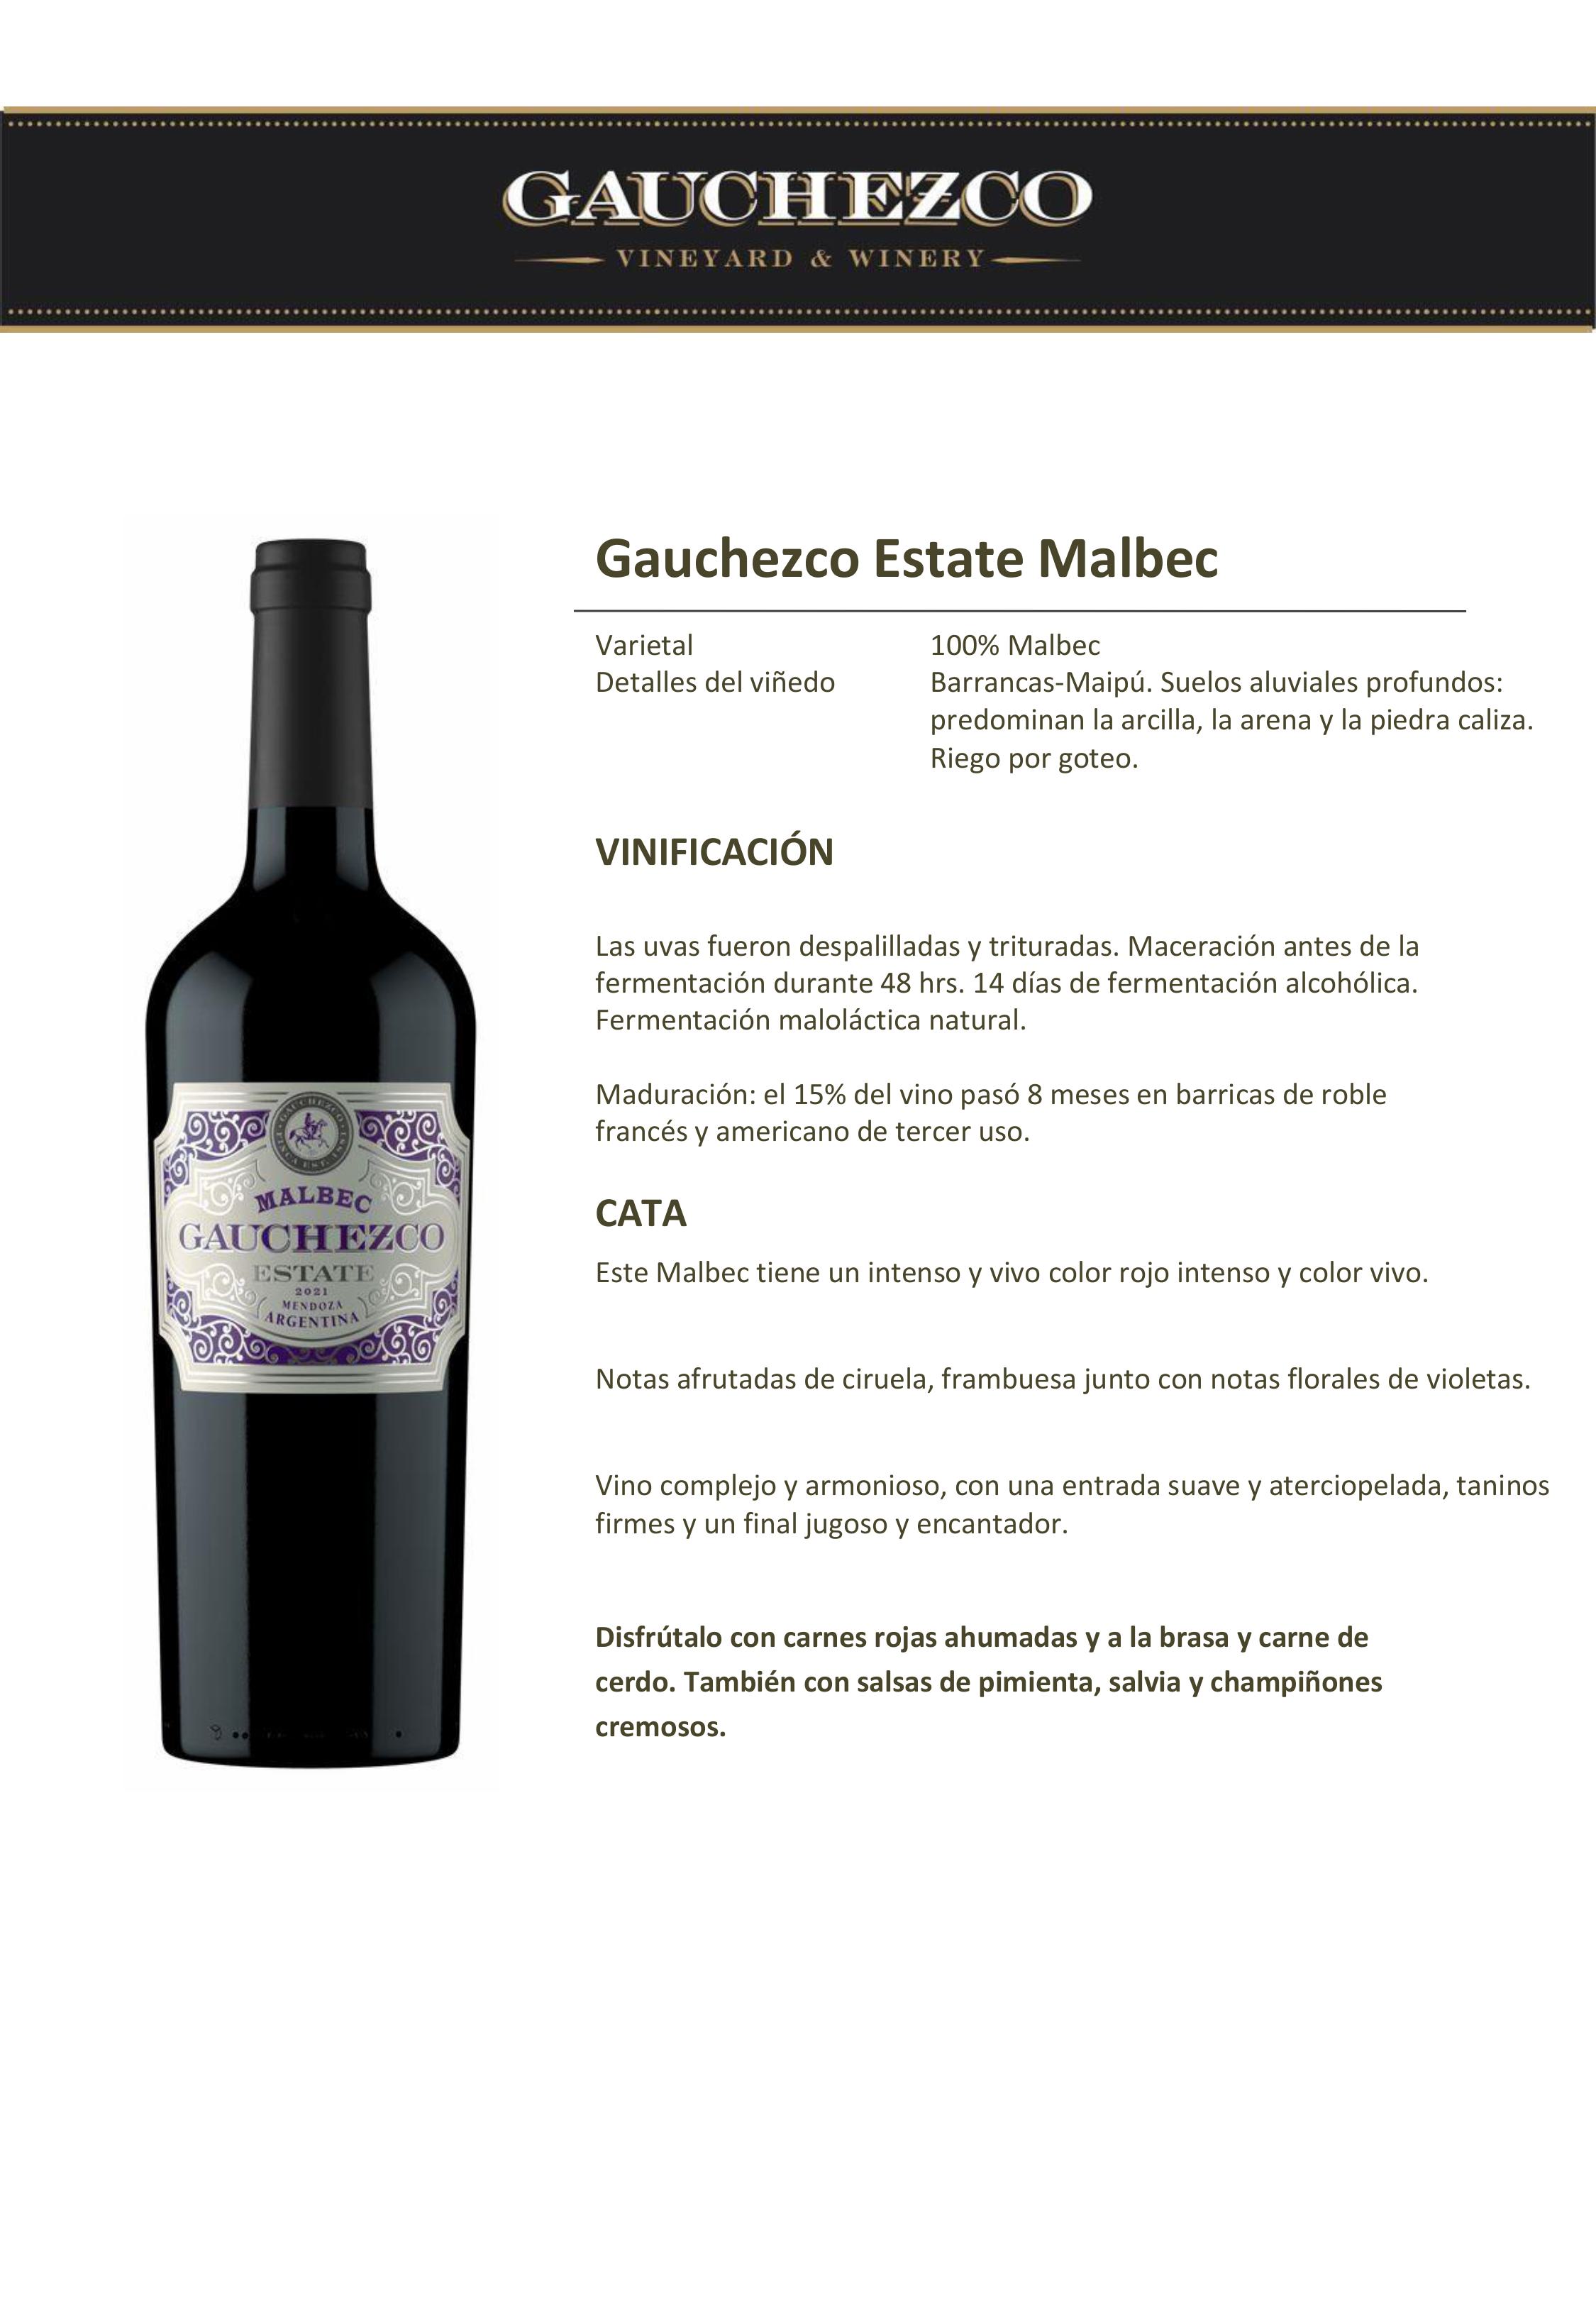 GAUCHEZCO
VINEYARD & WINERY
Gauchezco Estate Malbec
Varietal 100% Malbec
Detalles del viñedo Barrancas-Maipú. Suelos aluviales profundos:
predominan la arcilla, la arena y la piedra caliza.
Riego por goteo.
VINIFICACIÓN
Las uvas fueron despalilladas y trituradas. Maceración antes de la
fermentación durante 48 hrs. 14 días de fermentación alcohólica.
Fermentación maloláctica natural.
Maduración: el 15% del vino pasó 8 meses en barricas de roble
francés y americano de tercer uso.
CATA
Este Malbec tiene un intenso y vivo color rojo intenso y color vivo.
Notas afrutadas de ciruela, frambuesa junto con notas florales de violetas.
Vino complejo y armonioso, con una entrada suave y aterciopelada, taninos
firmes y un final jugoso y encantador.
Disfrútalo con carnes rojas ahumadas y a la brasa y carne de
cerdo. También con salsas de pimienta, salvia y champiñones
cremosos.
GAUCHEZCO
MALBEC
GAUCHEZCO
ESTATE
2021
MENDOZA
ARGENTINA